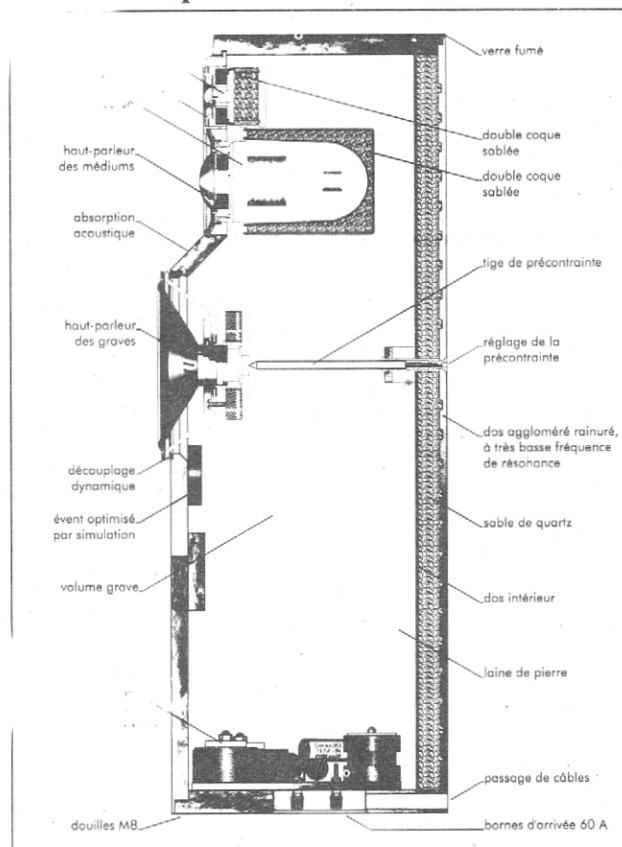 verre fumé
double coque
sablée
double coque
sablée
haut-parleur
des médiums
absorption
acoustique
tige de précontrainte
haut-parleur
des graves
réglage de la
précontrainte
dos aggloméré rainuré,
à très basse fréquence
de résonance
découplage
dynamique
évent optimisé
par simulation
sable de quartz
volume grave
dos intérieur
laine de pierre
passage de câbles
douilles M8
bornes d'arrivée 60 A